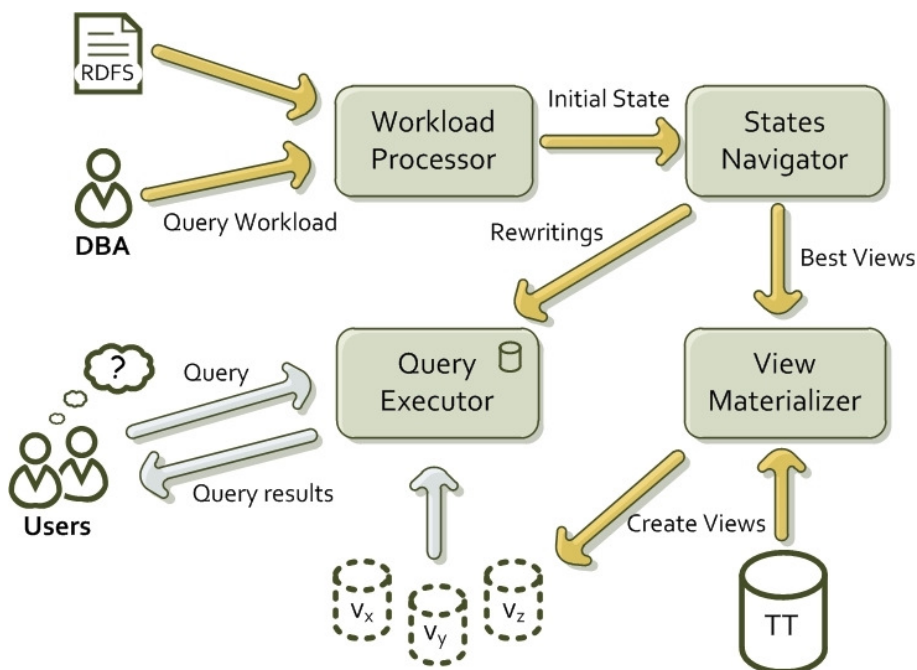 RDFS
Workload
Processor
Initial State
States
Navigator
DBA
Query Workload
Rewritings
Best Views
?
Query
Query
Executor
View
Materializer
Users
Query results
Create Views
vx
vy
vz
TT